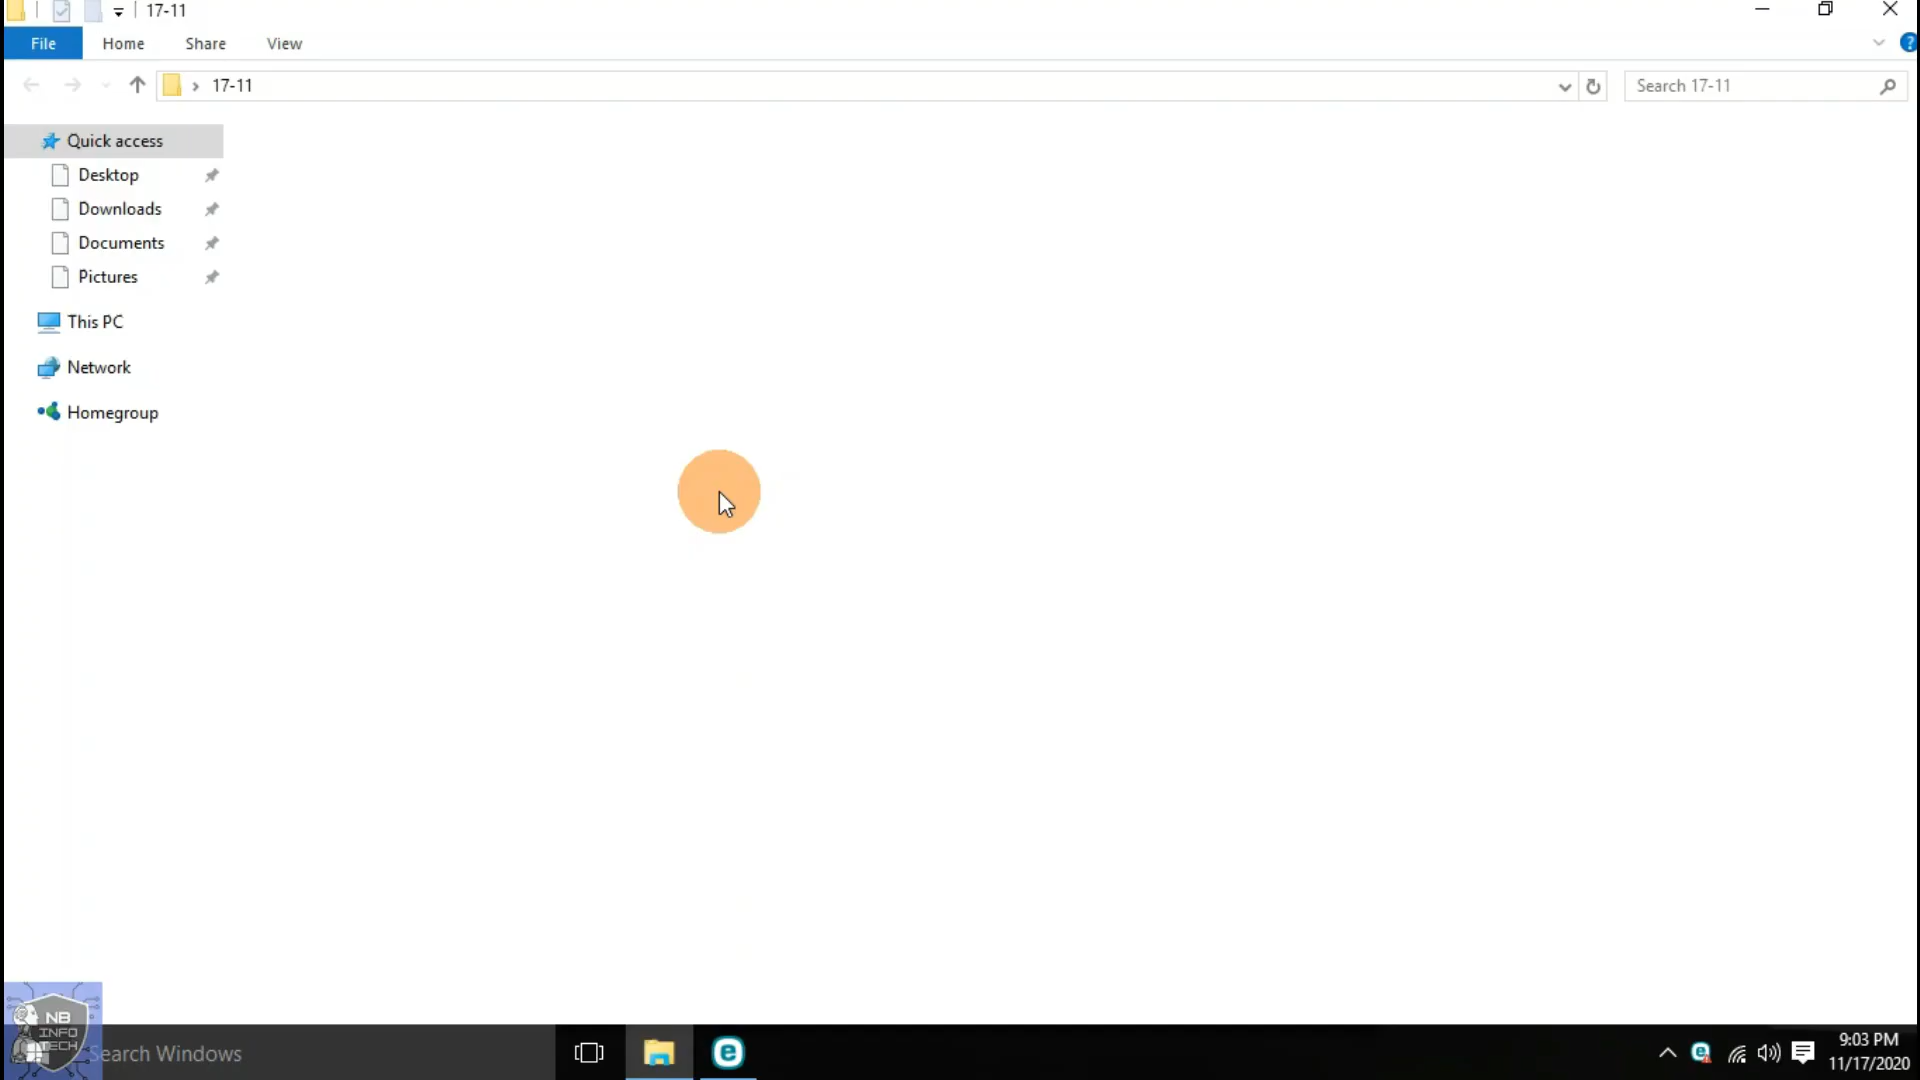 17-11
File Home Share View
17-11
Search 17-11
Quick access
Desktop
Downloads
Documents
Pictures
This PC
Network
Homegroup
NB
INFO
TECH
Search Windows
9:03 PM
11/17/2020